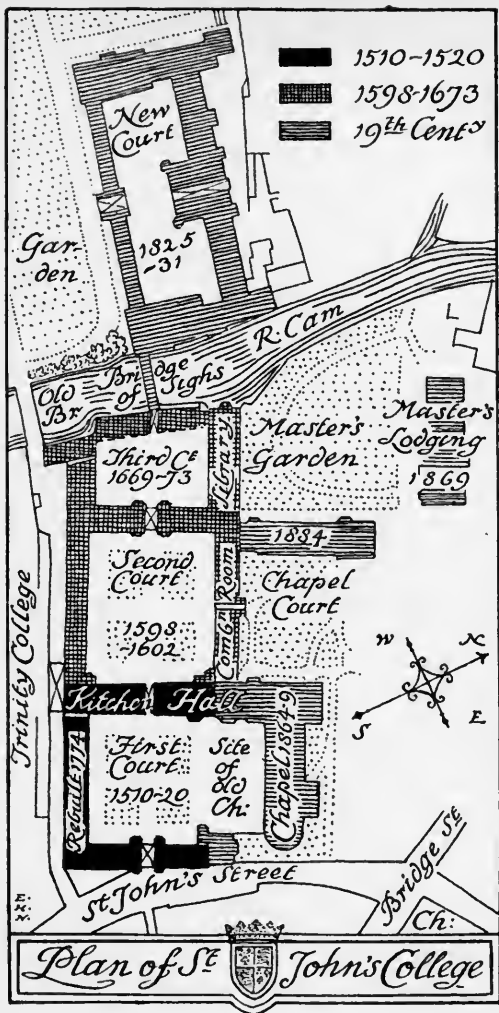 1510-1520
1598-1673
19th Centy
New
Court
1825
-31
Gar-
den
R. Cam
Old
Br
Bridge
of Sighs
Third Ct
1669-73
Library
Master's
Garden
Master's
Lodging
1869
1884
Second
Court
1598
-1602
Combn Room
Chapel
Court
W
N
S
E
Trinity College
Kitchen Hall
First
Court
1510-20
Rebuilt 1774
Site
of
old
Ch:
Chapel 1864-9
St John's Street
Bridge St
Ch:
Plan of St John's College